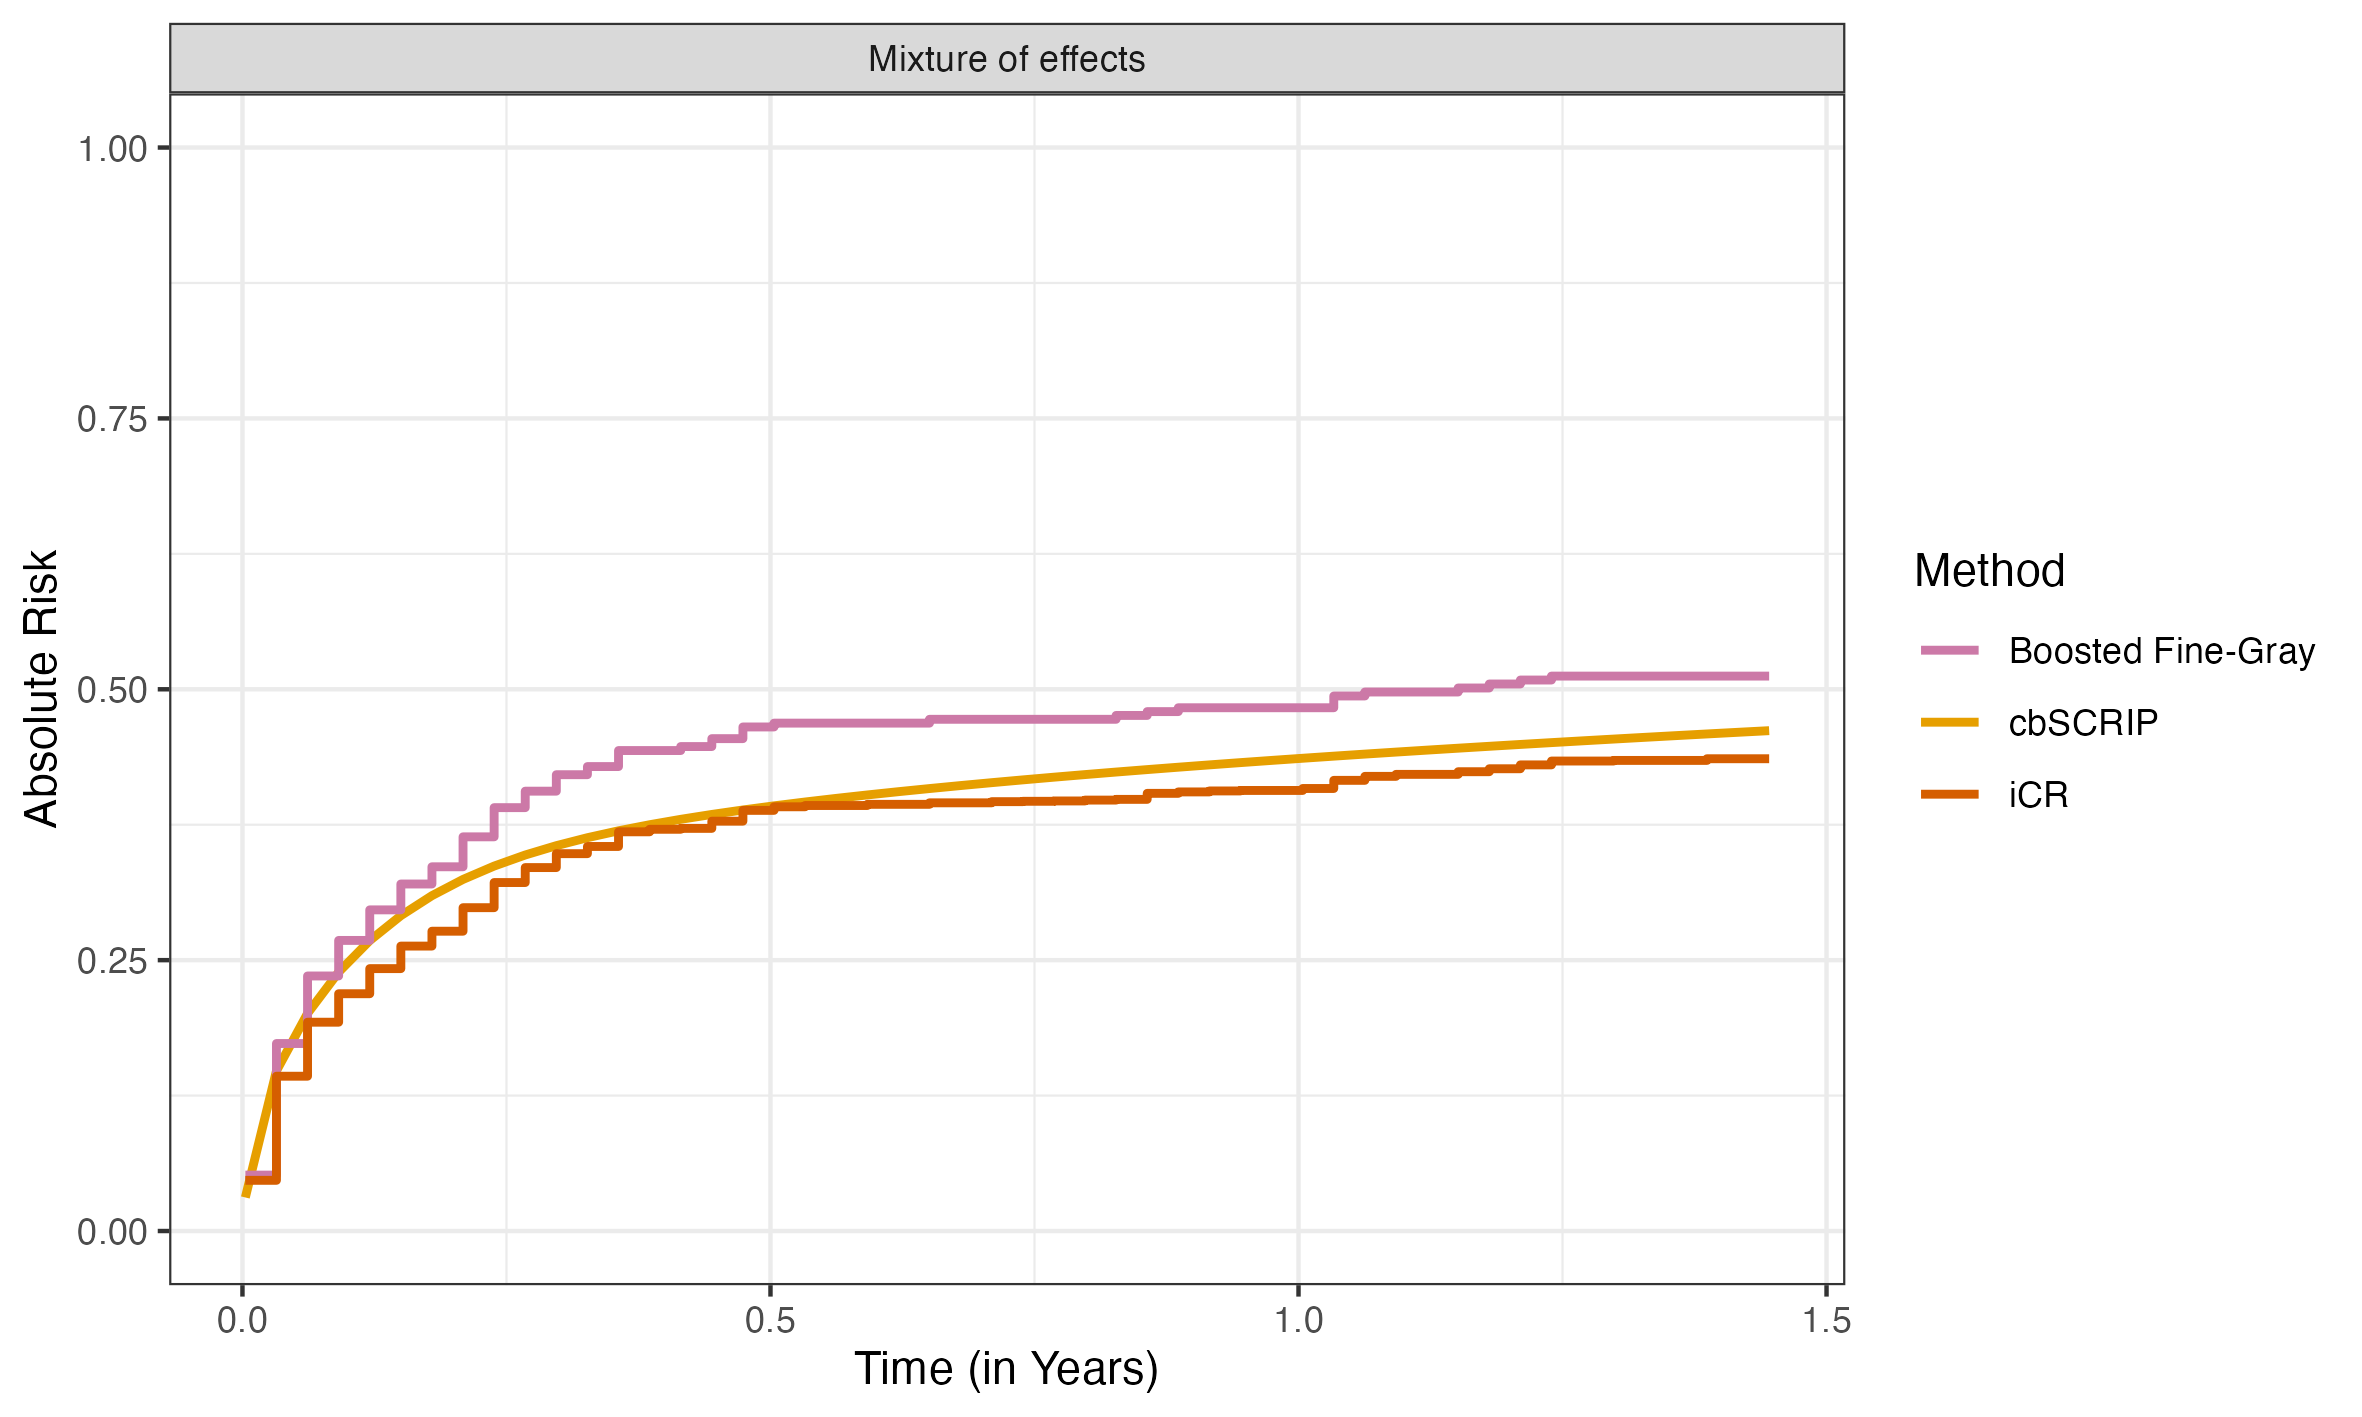 Mixture of effects
1.00
0.75
0.50
0.25
0.00
Absolute Risk
0.0 0.5 1.0 1.5
Time (in Years)
Method
Boosted Fine-Gray
cbSCRIP
iCR